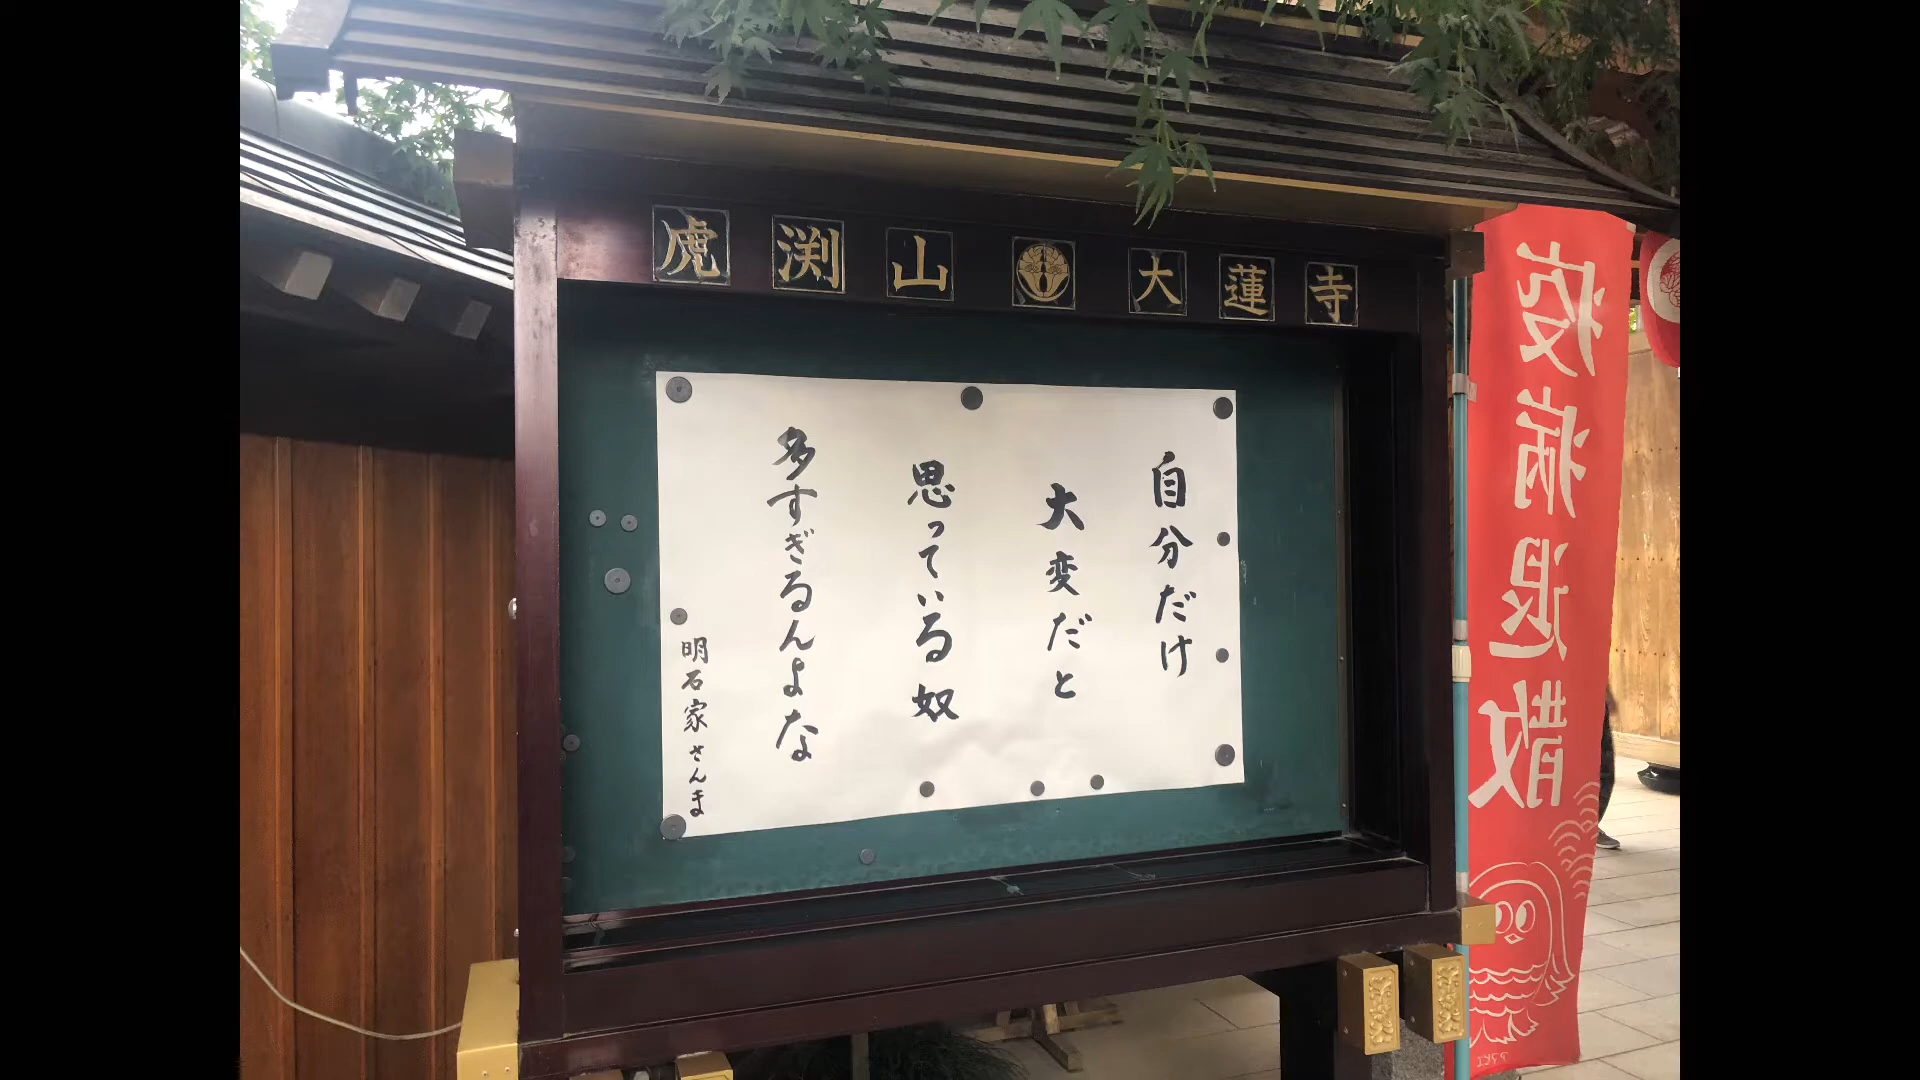 虎渕山 大蓮寺
自分だけ
大変だと
思っている奴
多すぎるんよな
明石家さんま
疫病退散